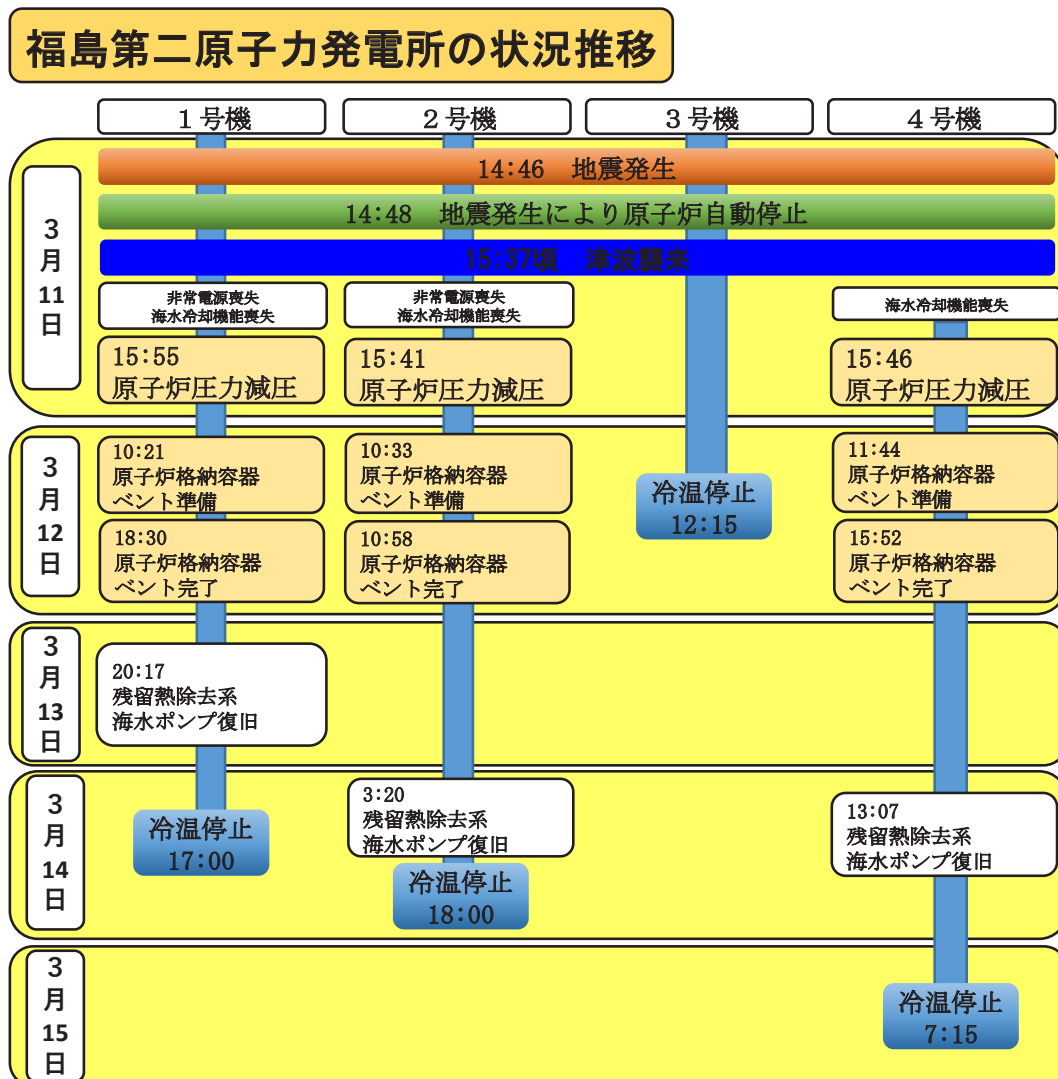 福島第二原子力発電所の状況推移
1号機
2号機
3号機
4号機
3月11日
14:46 地震発生
14:48 地震発生により原子炉自動停止
15:37頃 津波襲来
非常電源喪失
海水冷却機能喪失
非常電源喪失
海水冷却機能喪失
海水冷却機能喪失
15:55
原子炉圧力減圧
15:41
原子炉圧力減圧
15:46
原子炉圧力減圧
3月12日
10:21
原子炉格納容器
ベント準備
10:33
原子炉格納容器
ベント準備
冷温停止
12:15
11:44
原子炉格納容器
ベント準備
18:30
原子炉格納容器
ベント完了
10:58
原子炉格納容器
ベント完了
15:52
原子炉格納容器
ベント完了
3月13日
20:17
残留熱除去系
海水ポンプ復旧
3月14日
冷温停止
17:00
3:20
残留熱除去系
海水ポンプ復旧
冷温停止
18:00
13:07
残留熱除去系
海水ポンプ復旧
3月15日
冷温停止
7:15